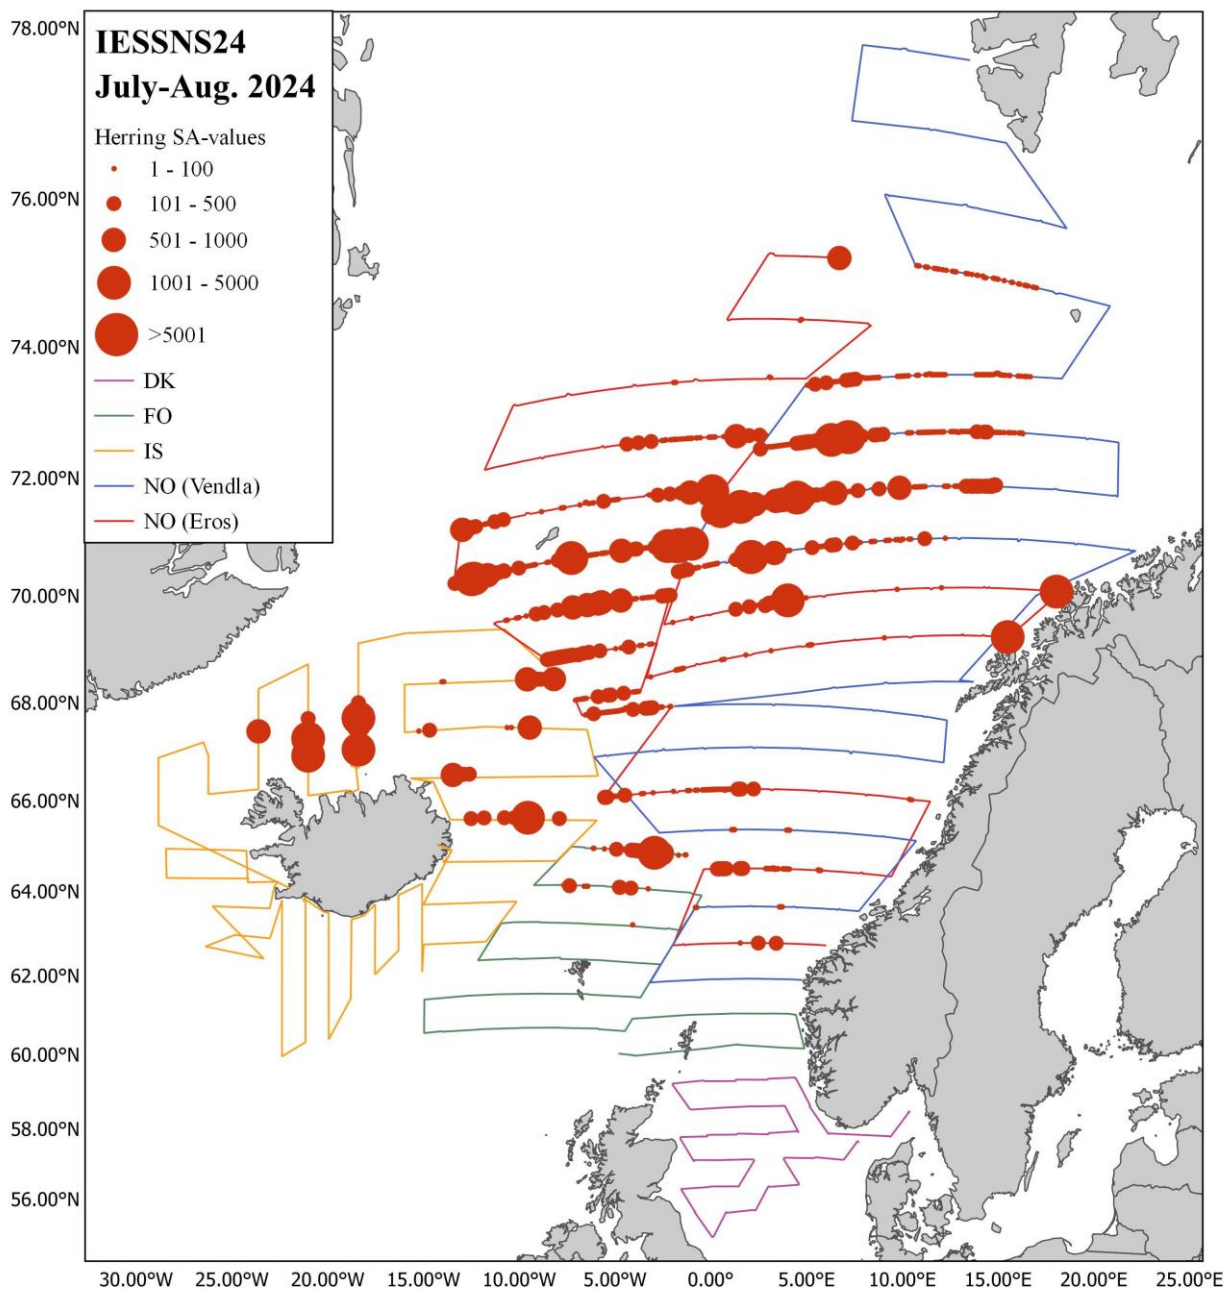 IESSNS24
July-Aug. 2024
Herring SA-values
1 - 100
101 - 500
501 - 1000
1001 - 5000
>5001
DK
FO
IS
NO (Vendla)
NO (Eros)
78.00°N
76.00°N
74.00°N
72.00°N
70.00°N
68.00°N
66.00°N
64.00°N
62.00°N
60.00°N
58.00°N
56.00°N
30.00°W 25.00°W 20.00°W 15.00°W 10.00°W 5.00°W 0.00° 5.00°E 10.00°E 15.00°E 20.00°E 25.00°E